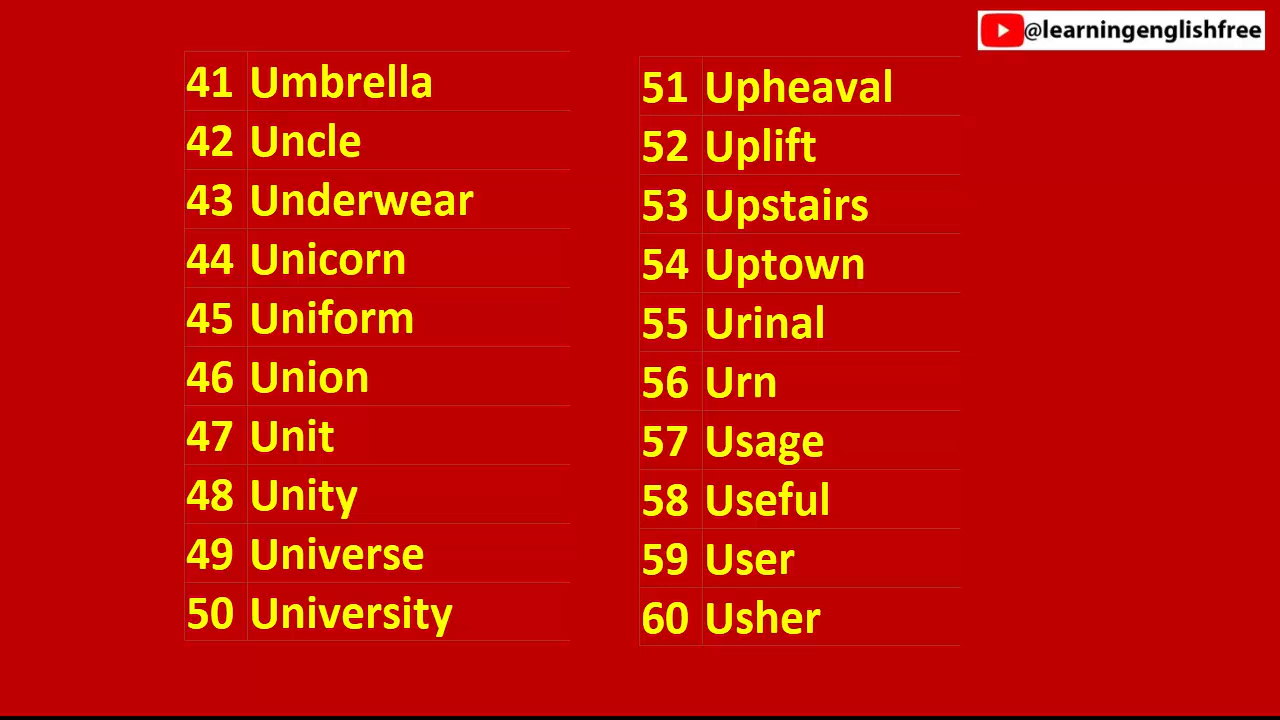 @learningenglishfree
41 Umbrella
42 Uncle
43 Underwear
44 Unicorn
45 Uniform
46 Union
47 Unit
48 Unity
49 Universe
50 University
51 Upheaval
52 Uplift
53 Upstairs
54 Uptown
55 Urinal
56 Urn
57 Usage
58 Useful
59 User
60 Usher